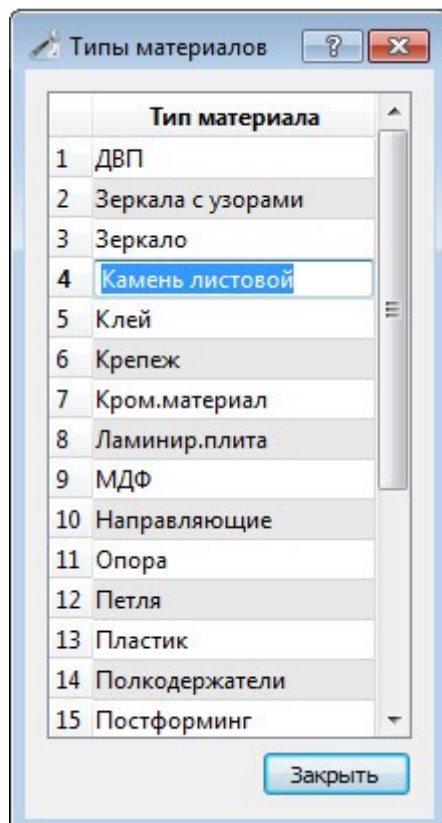 Типы материалов
Тип материала
1 ДВП
2 Зеркала с узорами
3 Зеркало
4 Камень листовой
5 Клей
6 Крепеж
7 Кром.материал
8 Ламинир.плита
9 МДФ
10 Направляющие
11 Опора
12 Петля
13 Пластик
14 Полкодержатели
15 Постформинг
Закрыть